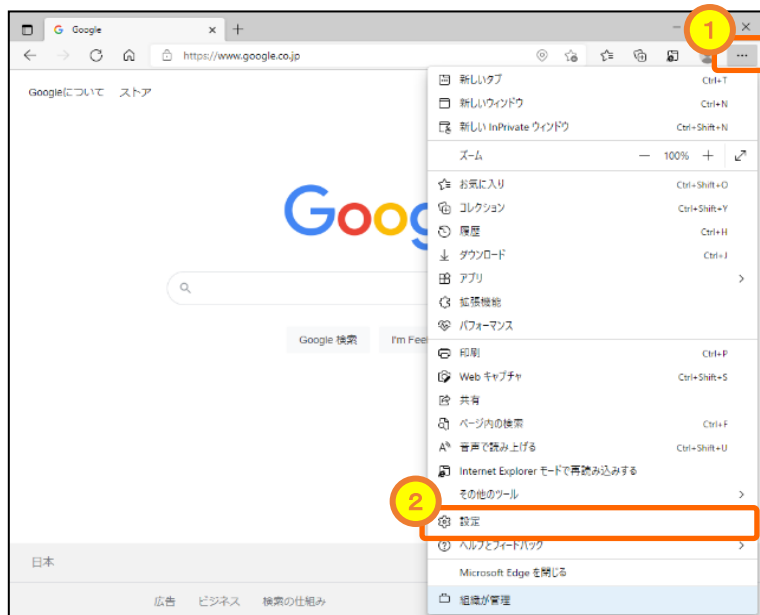 Google
1
https://www.google.co.jp
Googleについて ストア
新しいタブ Ctrl+T
新しいウィンドウ Ctrl+N
新しい InPrivate ウィンドウ Ctrl+Shift+N
ズーム 100%
お気に入り Ctrl+Shift+O
コレクション Ctrl+Shift+Y
履歴 Ctrl+H
ダウンロード Ctrl+J
アプリ
拡張機能
パフォーマンス
Goog
Google 検索 I'm Fee
印刷 Ctrl+P
Web キャプチャ Ctrl+Shift+S
共有
ページ内の検索 Ctrl+F
音声で読み上げる Ctrl+Shift+U
Internet Explorer モードで再読み込みする
その他のツール
2
設定
ヘルプとフィードバック
Microsoft Edge を閉じる
組織が管理
日本
広告 ビジネス 検索の仕組み